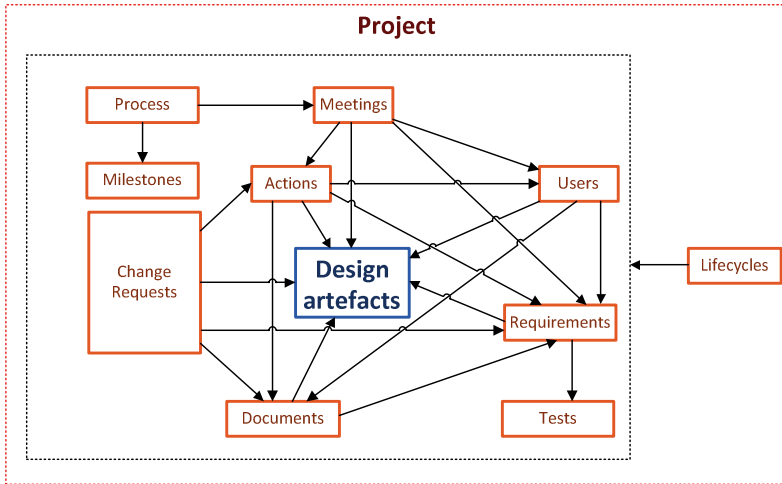 Project
Process
Meetings
Milestones
Actions
Users
Change
Requests
Design
artefacts
Lifecycles
Requirements
Documents
Tests